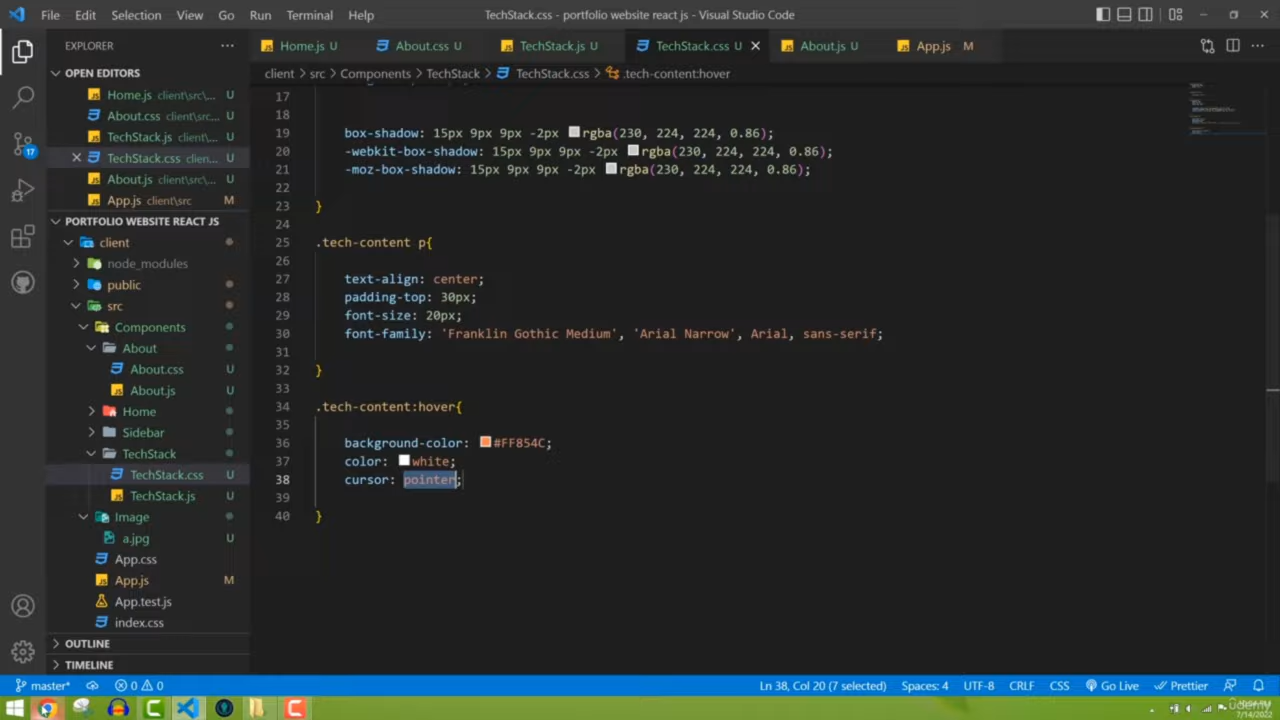 File Edit Selection View Go Run Terminal Help
TechStack.css - portfolio website react js - Visual Studio Code
EXPLORER
OPEN EDITORS
Home.js client\src\... U
About.css client\src\... U
TechStack.js client\... U
TechStack.css clien... U
About.js client\src\... U
App.js client\src M
PORTFOLIO WEBSITE REACT JS
client
node_modules
public
src
Components
About
About.css U
About.js U
Home
Sidebar
TechStack
TechStack.css U
TechStack.js U
Image
a.jpg U
App.css
App.js M
App.test.js
index.css
OUTLINE
TIMELINE
17
Home.js U About.css U TechStack.js U TechStack.css U About.js U App.js M
client > src > Components > TechStack > TechStack.css > .tech-content:hover
17
18
19 box-shadow: 15px 9px 9px -2px rgba(230, 224, 224, 0.86);
20 -webkit-box-shadow: 15px 9px 9px -2px rgba(230, 224, 224, 0.86);
21 -moz-box-shadow: 15px 9px 9px -2px rgba(230, 224, 224, 0.86);
22
23 }
24
25 .tech-content p{
26
27 text-align: center;
28 padding-top: 30px;
29 font-size: 20px;
30 font-family: 'Franklin Gothic Medium', 'Arial Narrow', Arial, sans-serif;
31
32 }
33
34 .tech-content:hover{
35
36 background-color: #FF854C;
37 color: white;
38 cursor: pointer;
39
40 }
master* 0 0 Ln 38, Col 20 (7 selected) Spaces: 4 UTF-8 CRLF CSS Go Live Prettier
7/14/2022